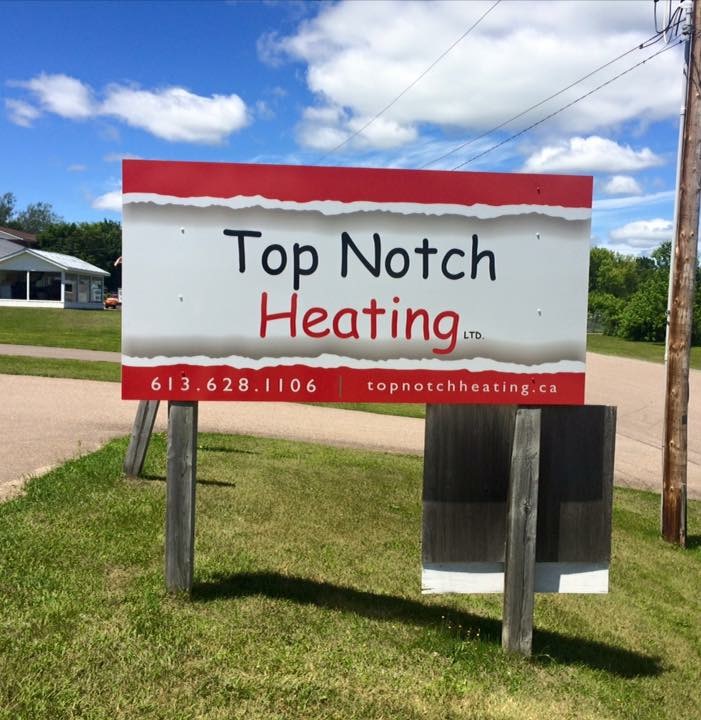 Top Notch
Heating LTD.
613.628.1106 | topnotchheating.ca